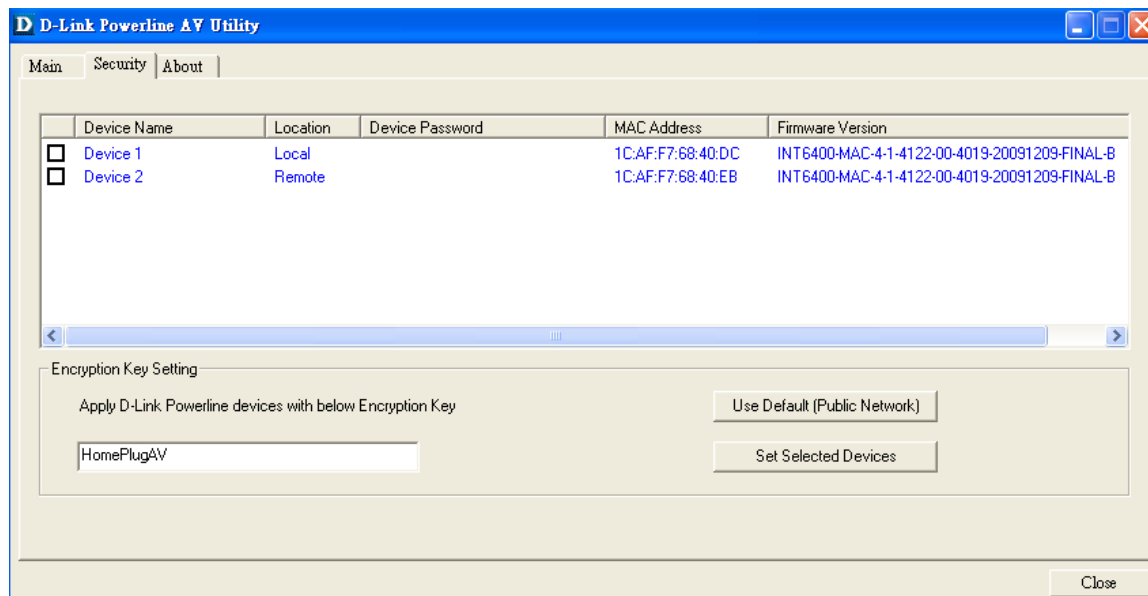 D-Link Powerline AV Utility
Main Security About
Device Name Location Device Password MAC Address Firmware Version
Device 1 Local 1C:AF:F7:68:40:DC INT6400-MAC-4-1-4122-00-4019-20091209-FINAL-B
Device 2 Remote 1C:AF:F7:68:40:EB INT6400-MAC-4-1-4122-00-4019-20091209-FINAL-B
Encryption Key Setting
Apply D-Link Powerline devices with below Encryption Key Use Default (Public Network)
HomePlugAV Set Selected Devices
Close